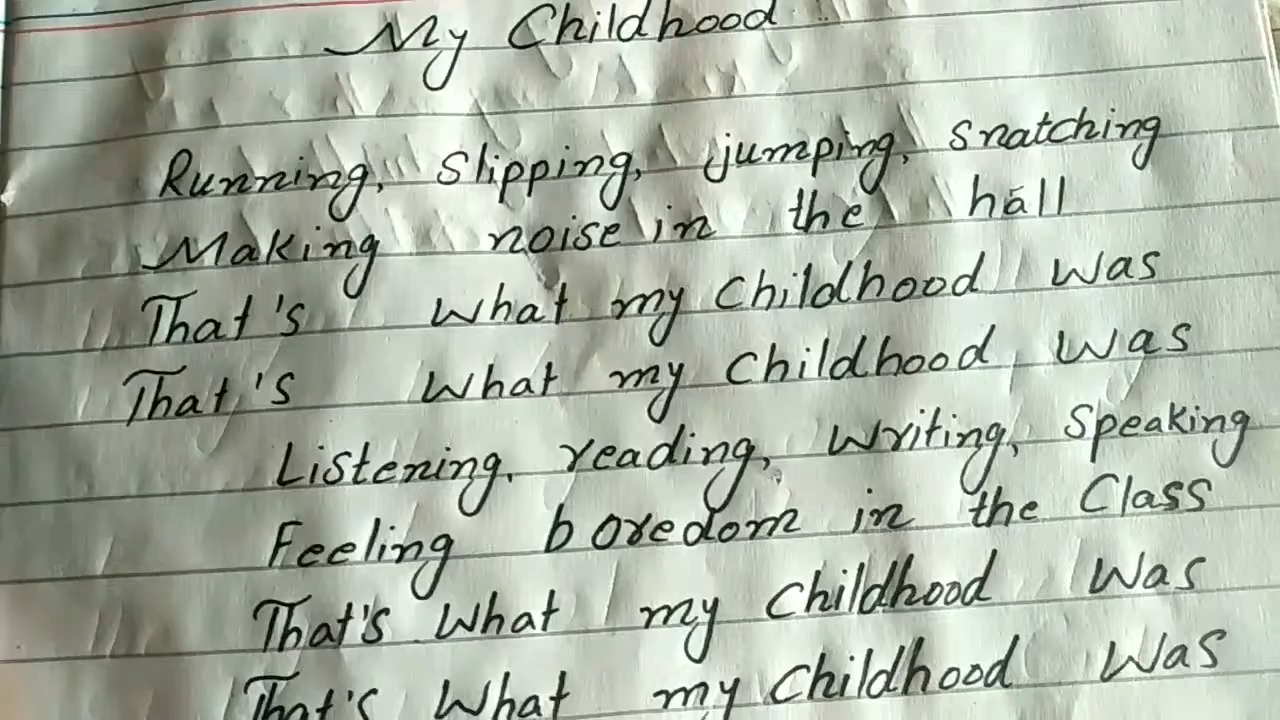 My Childhood
Running, Slipping, jumping, Snatching
Making noise in the hall
That's What my Childhood Was
That's What my Childhood Was
Listening, reading, Writing, Speaking
Feeling boredom in the Class
That's What my Childhood Was
That's What my Childhood Was